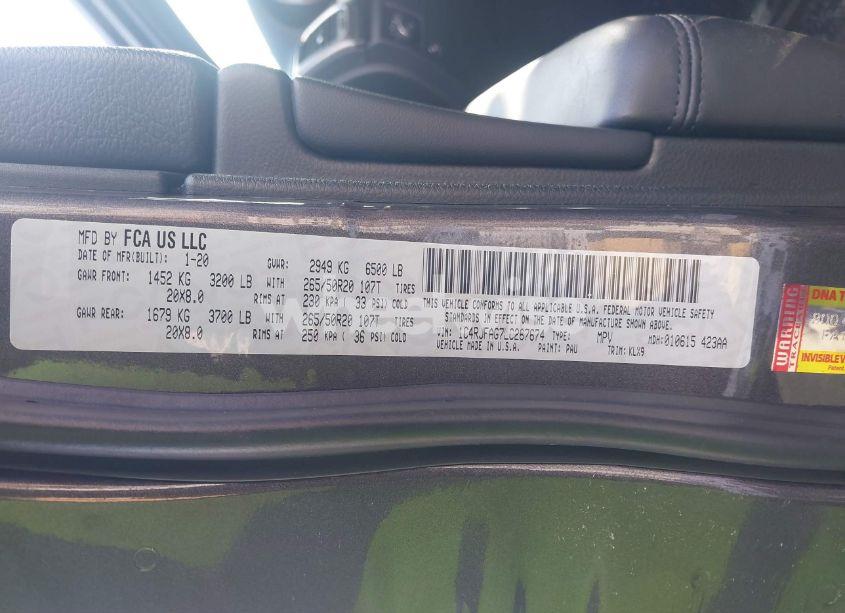 MFD BY FCA US LLC
DATE OF MFR(BUILT): 1-20 GVWR: 2949 KG 6500 LB
GAWR FRONT: 1452 KG 3200 LB WITH 265/50R20 107T TIRES
20X8.0 RIMS AT 230 KPA ( 33 PSI) COLD
GAWR REAR: 1679 KG 3700 LB WITH 265/50R20 107T TIRES
20X8.0 RIMS AT 250 KPA ( 36 PSI) COLD
THIS VEHICLE CONFORMS TO ALL APPLICABLE U.S.A. FEDERAL MOTOR VEHICLE SAFETY
STANDARDS IN EFFECT ON THE DATE OF MANUFACTURE SHOWN ABOVE
VIN: 1C4RJFAG7LC267674 TYPE: MPV MDH:010615 423AA
VEHICLE MADE IN U.S.A. PAINT: PAU TRIM: KLX9
WARNING
TRACEABLE
DNA T
INVISIBLE
Patent